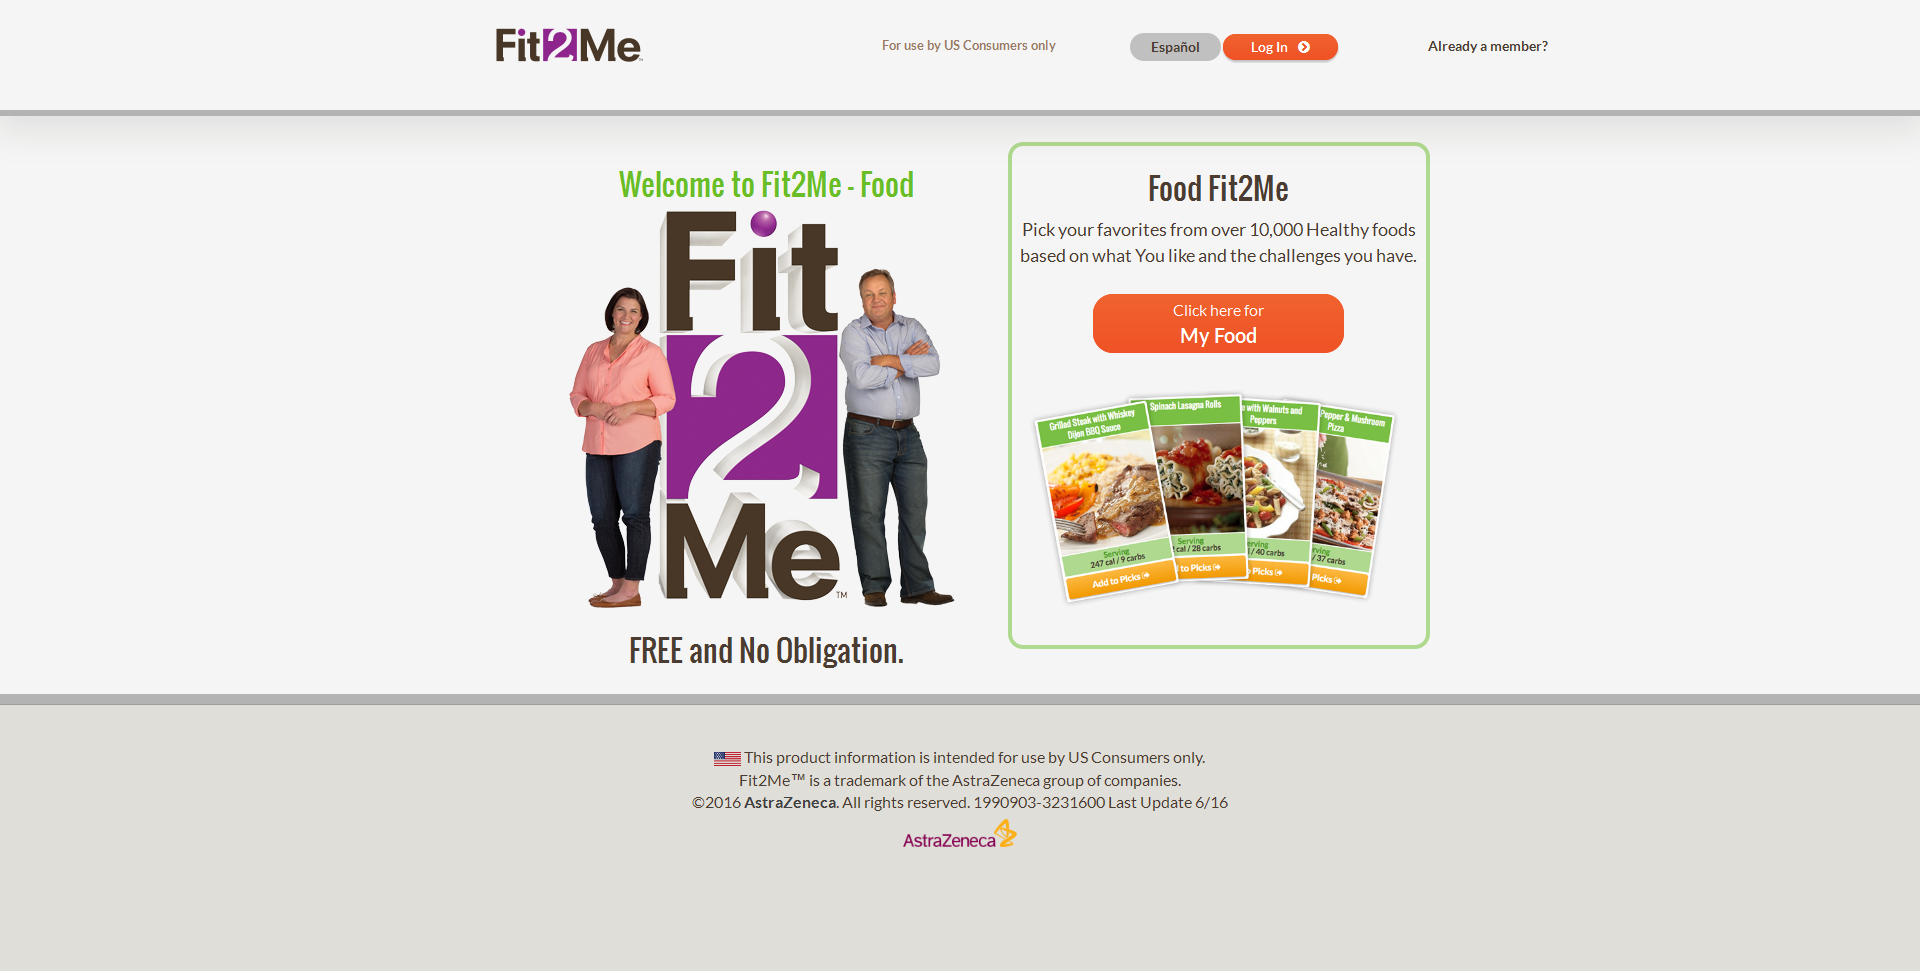 Fit2Me™
For use by US Consumers only
Español
Log In
Already a member?
Welcome to Fit2Me - Food
Fit
2
Me™
FREE and No Obligation.
Food Fit2Me
Pick your favorites from over 10,000 Healthy foods
based on what You like and the challenges you have.
Click here for
My Food
Grilled Steak with Whiskey
Dijon BBQ Sauce
Serving
247 cal / 9 carbs
Add to Picks
Spinach Lasagna Rolls
Serving
cal / 28 carbs
to Picks
with Walnuts and
Peppers
/ 40 carbs
Picks
Pepper & Mushroom
Pizza
/ 37 carbs
Picks
This product information is intended for use by US Consumers only.
Fit2Me™ is a trademark of the AstraZeneca group of companies.
©2016 AstraZeneca. All rights reserved. 1990903-3231600 Last Update 6/16
AstraZeneca